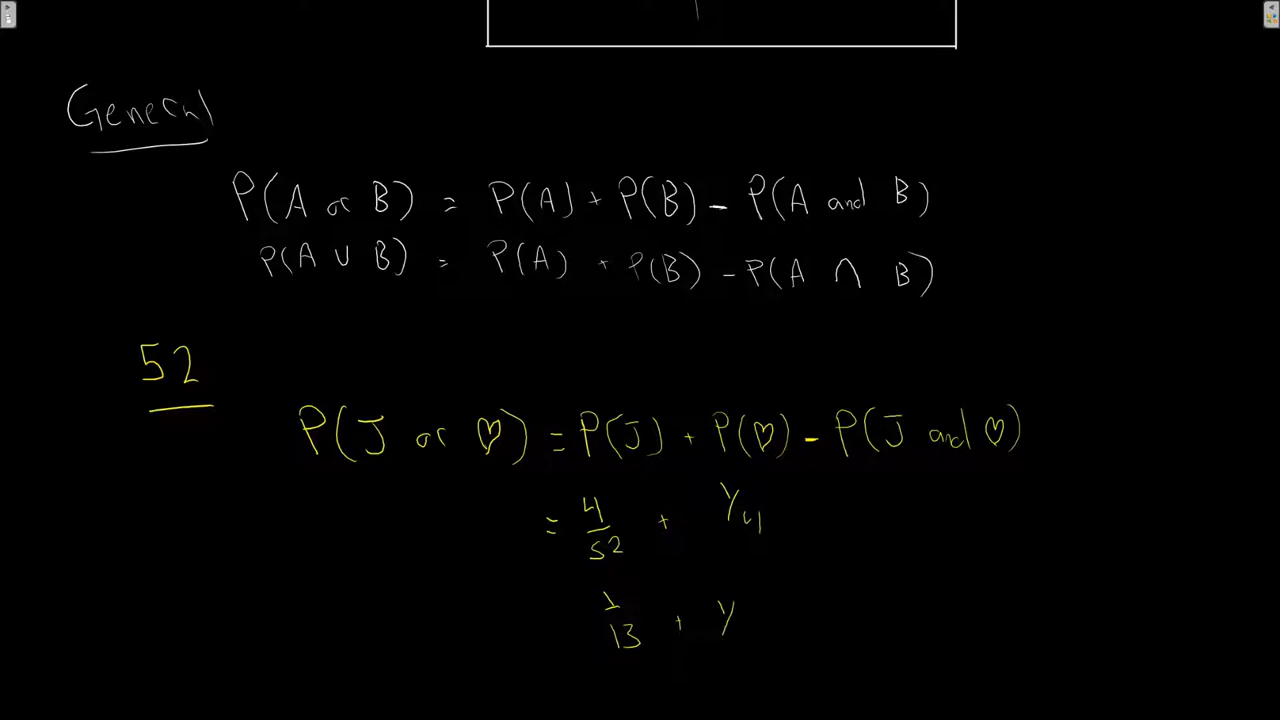 General
P(A or B) = P(A) + P(B) - P(A and B)
P(A ∪ B) = P(A) + P(B) - P(A ∩ B)
52
P(J or ♡) = P(J) + P(♡) - P(J and ♡)
= 4/52 + 1/4
1/13 + 1/